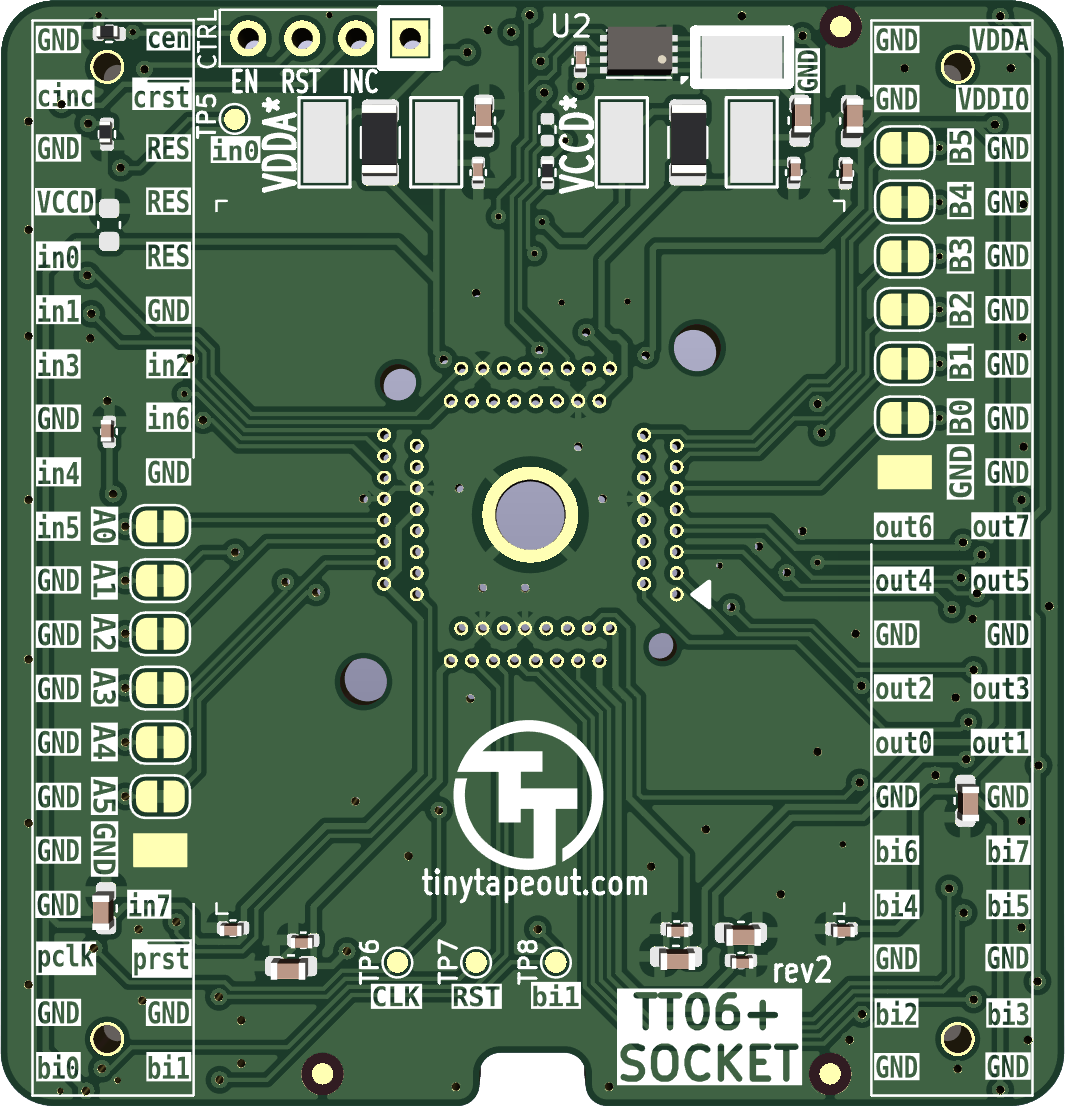 GND cen CTRL U2 GND VDDA
EN RST INC GND
cinc crst TP5 GND VDDIO
in0 VDDA* VCCD*
GND RES B5 GND
VCCD RES B4 GND
in0 RES B3 GND
in1 GND B2 GND
in3 in2 B1 GND
GND in6 B0 GND
in4 GND GND GND
in5 A0 out6 out7
GND A1 out4 out5
GND A2 GND GND
GND A3 out2 out3
GND A4 out0 out1
GND A5 GND GND
TT
GND GND bi6 bi7
tinytapeout.com
GND in7 bi4 bi5
pclk prst TP6 TP7 TP8 GND GND
rev2
CLK RST bi1
GND GND TT06+ bi2 bi3
SOCKET
bi0 bi1 GND GND